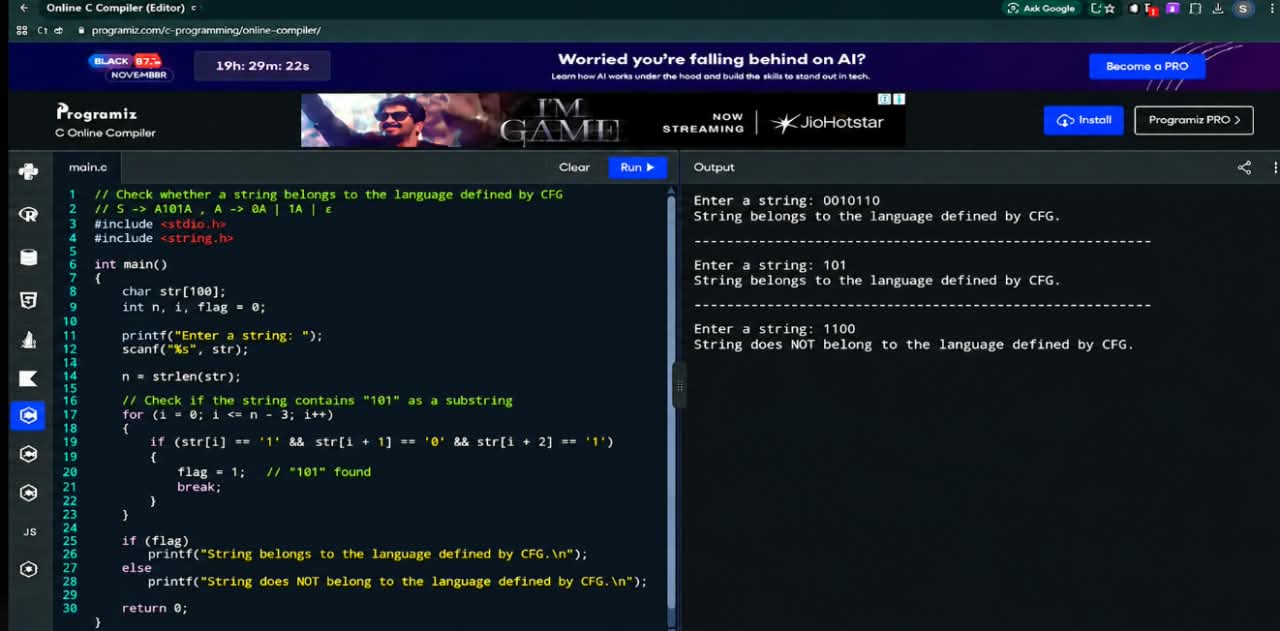 Online C Compiler (Editor)
Ask Google
S
programiz.com/c-programming/online-compiler/
BLACK
NOVEMBBR
19h: 29m: 22s
Worried you're falling behind on AI?
Learn how AI works under the hood and build the skills to stand out in tech.
Become a PRO
Programiz
C Online Compiler
I'M
GAME
NOW
STREAMING
JioHotstar
Install
Programiz PRO >
main.c
Clear
Run
Output
JS
1 // Check whether a string belongs to the language defined by CFG
2 // S -> A101A , A -> 0A | 1A | ε
3 #include <stdio.h>
4 #include <string.h>
5
6 int main()
7 {
8 char str[100];
9 int n, i, flag = 0;
10
11 printf("Enter a string: ");
12 scanf("%s", str);
13
14 n = strlen(str);
15
16 // Check if the string contains "101" as a substring
17 for (i = 0; i <= n - 3; i++)
18 {
19 if (str[i] == '1' && str[i + 1] == '0' && str[i + 2] == '1')
19 {
20 flag = 1; // "101" found
21 break;
22 }
23 }
24
25 if (flag)
26 printf("String belongs to the language defined by CFG.\n");
27 else
28 printf("String does NOT belong to the language defined by CFG.\n");
29
30 return 0;
}
Enter a string: 0010110
String belongs to the language defined by CFG.
--------------------------------------------------------
Enter a string: 101
String belongs to the language defined by CFG.
--------------------------------------------------------
Enter a string: 1100
String does NOT belong to the language defined by CFG.